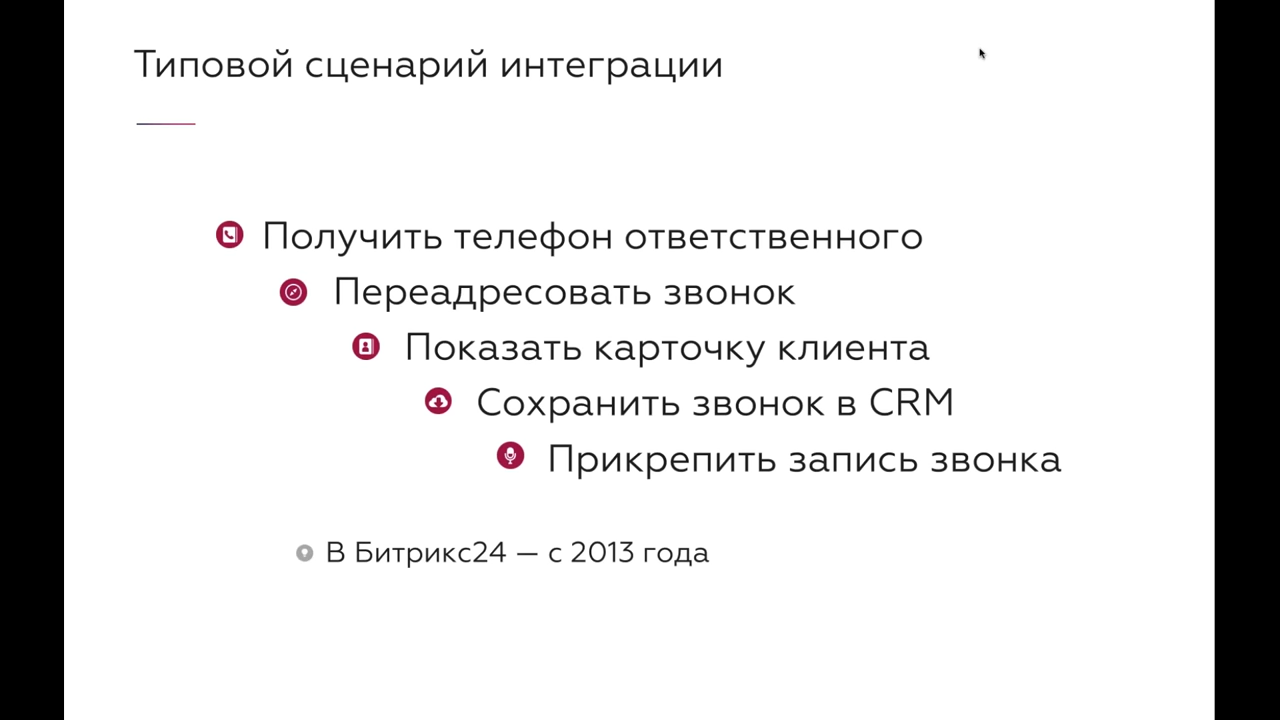 Типовой сценарий интеграции
Получить телефон ответственного
Переадресовать звонок
Показать карточку клиента
Сохранить звонок в CRM
Прикрепить запись звонка
В Битрикс24 — с 2013 года